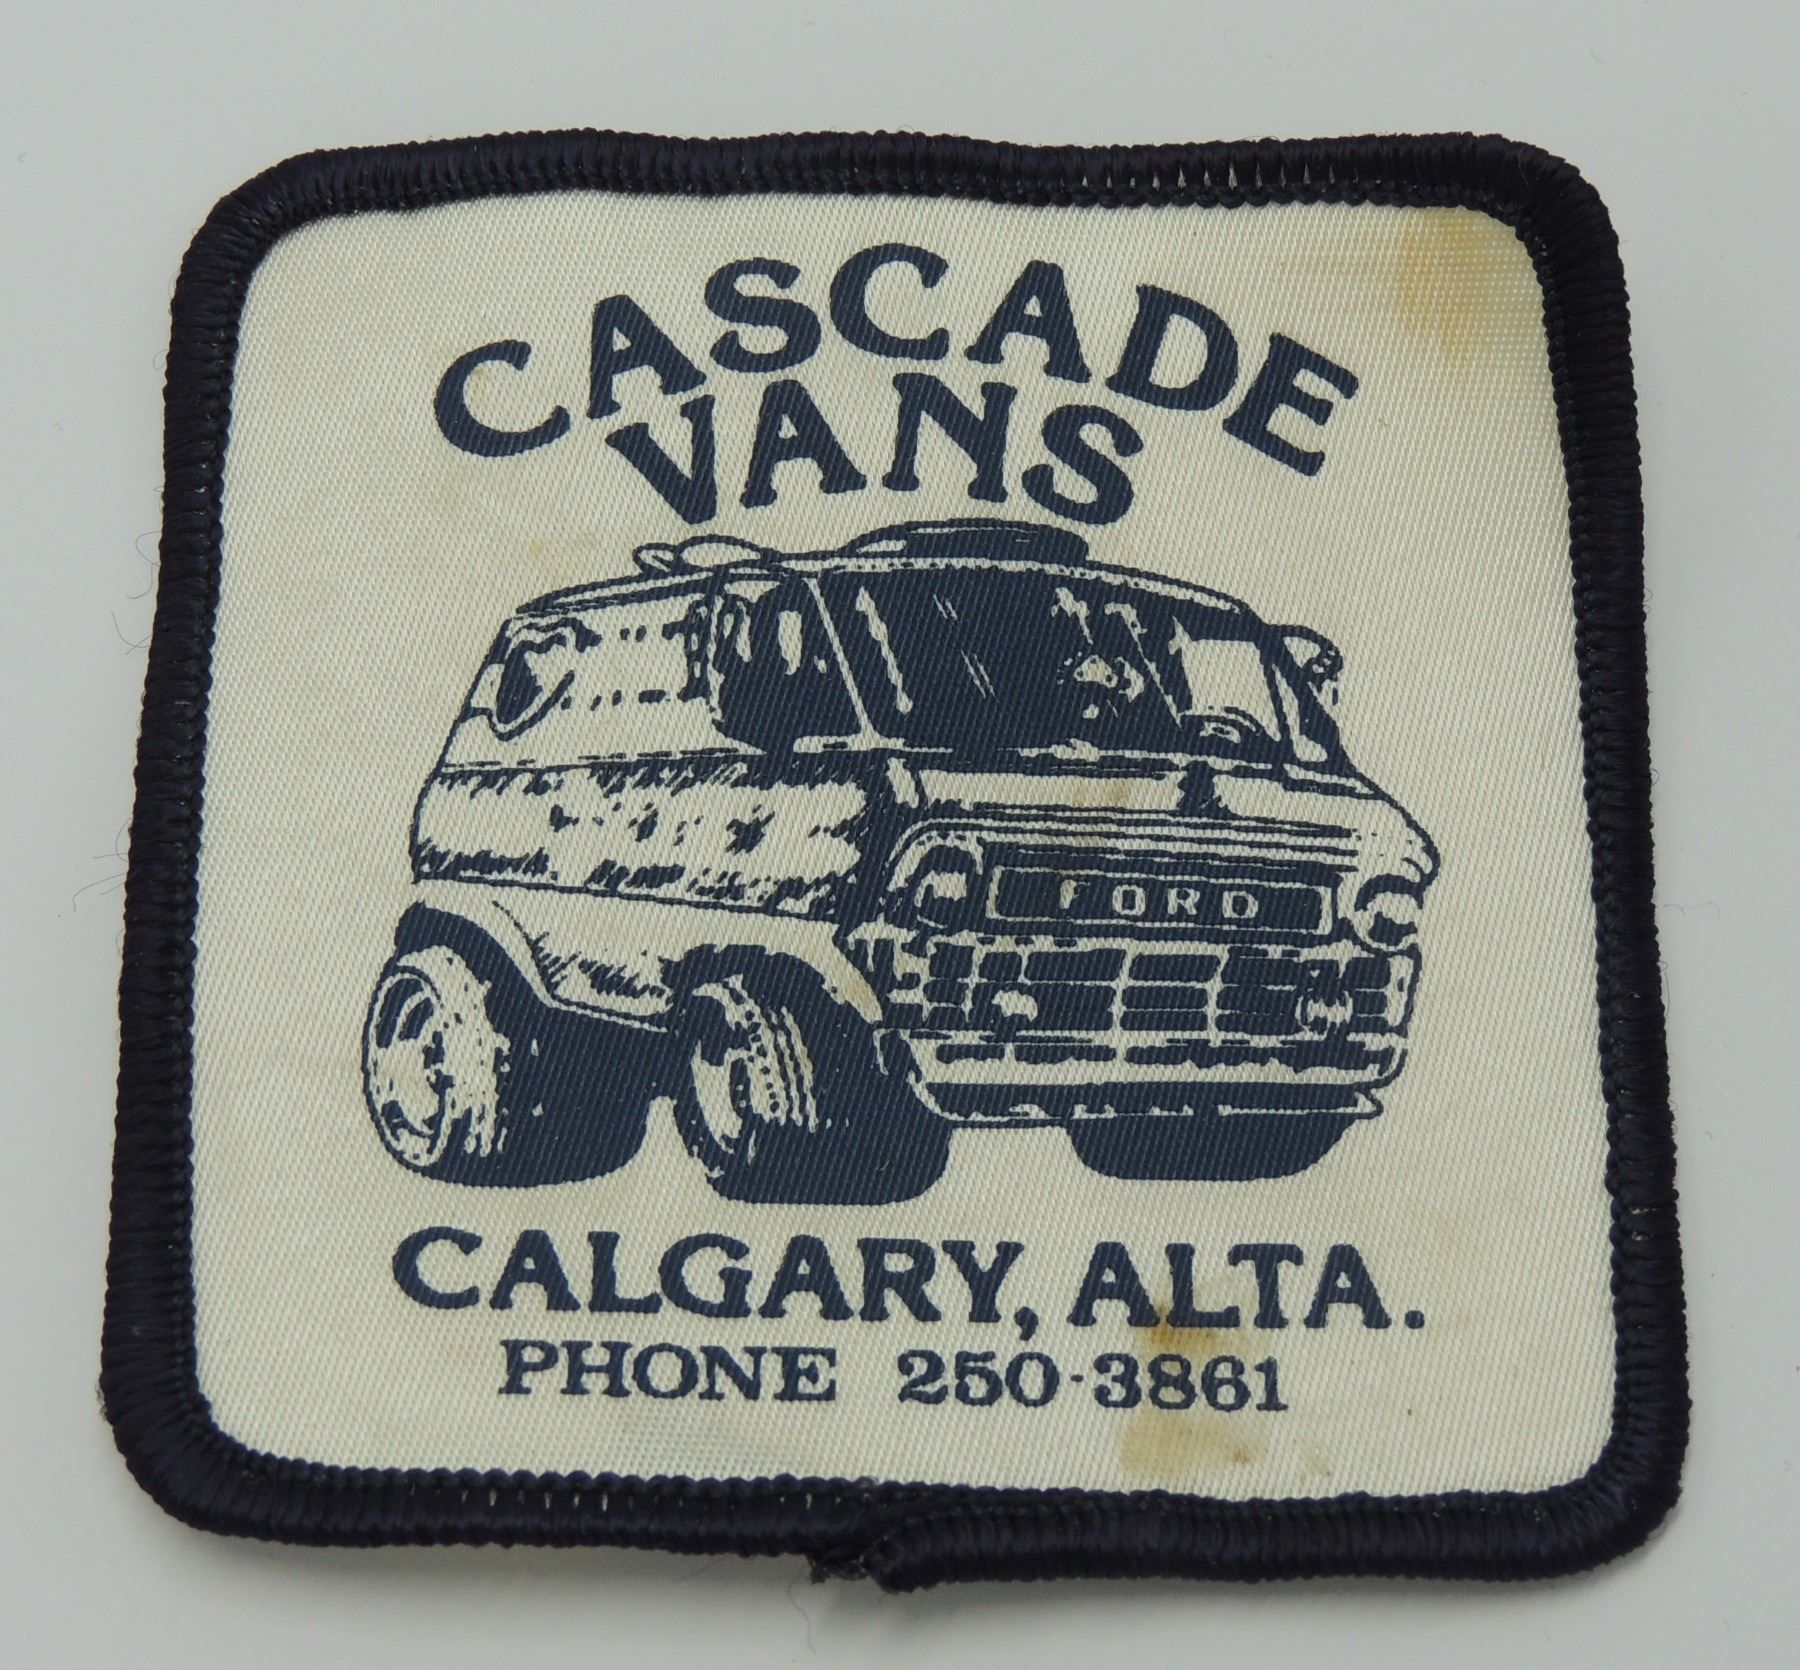 CASCADE
VANS
FORD
CALGARY, ALTA.
PHONE 250-3861